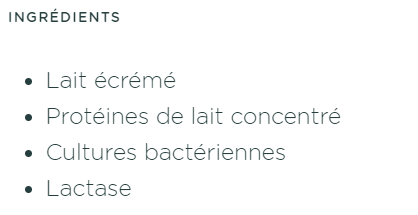 INGRÉDIENTS
• Lait écrémé
• Protéines de lait concentré
• Cultures bactériennes
• Lactase